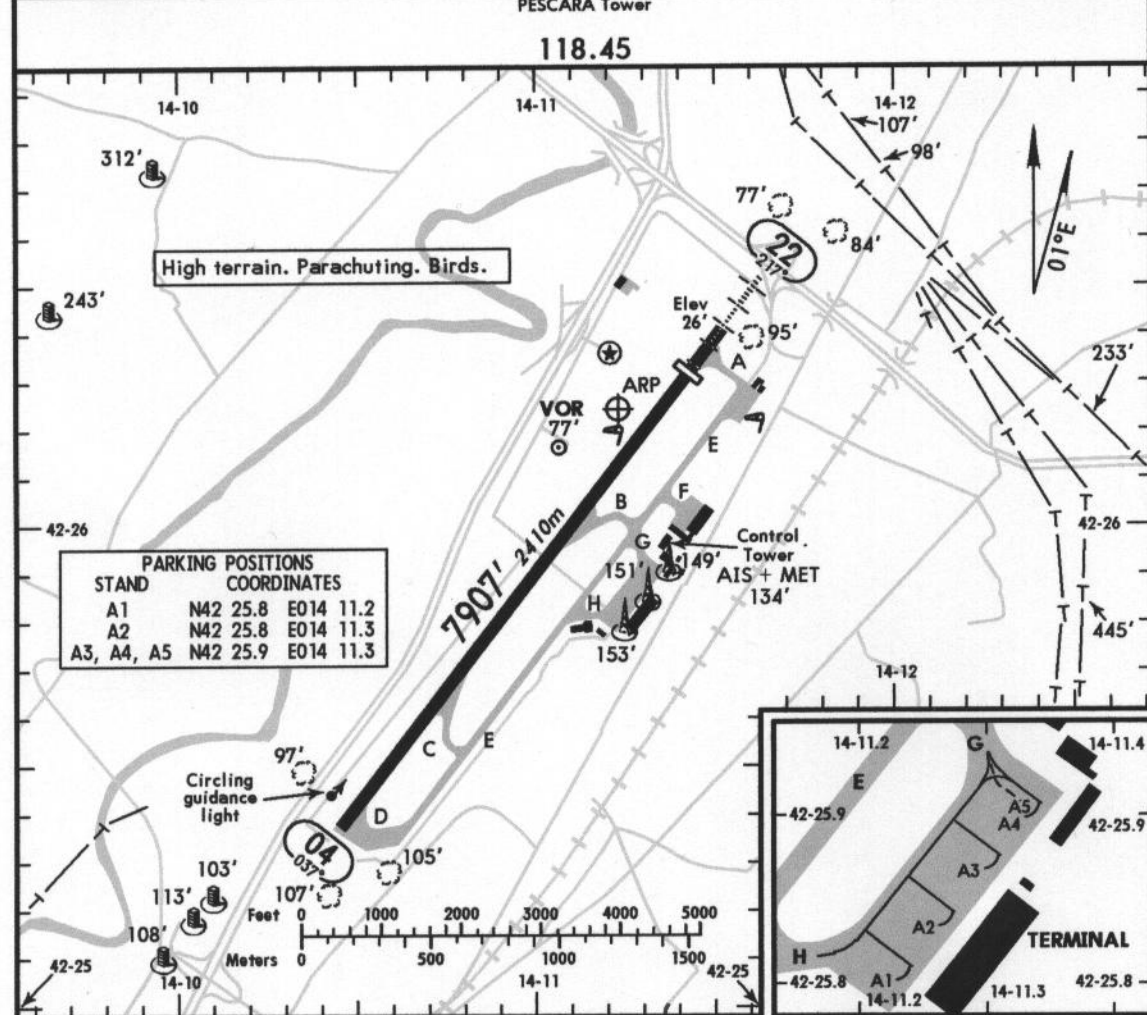 PESCARA Tower
118.45
14-10
14-11
14-12
107'
98'
312'
77'
84'
22
217°
01°E
High terrain. Parachuting. Birds.
243'
Elev
26'
95'
233'
A
ARP
VOR
77'
E
B
F
42-26
42-26
7907' 2410m
G
Control
Tower
149'
AIS + MET
134'
151'
H
153'
445'
PARKING POSITIONS
STAND COORDINATES
A1 N42 25.8 E014 11.2
A2 N42 25.8 E014 11.3
A3, A4, A5 N42 25.9 E014 11.3
14-12
C
E
97'
Circling
guidance
light
D
04
037°
105'
107'
103'
113'
108'
Feet 0 1000 2000 3000 4000 5000
Meters 0 500 1000 1500
42-25
14-10
14-11
42-25
14-11.2
G
14-11.4
E
A5
A4
42-25.9
42-25.9
A3
A2
TERMINAL
H
A1
42-25.8
14-11.2
14-11.3
42-25.8